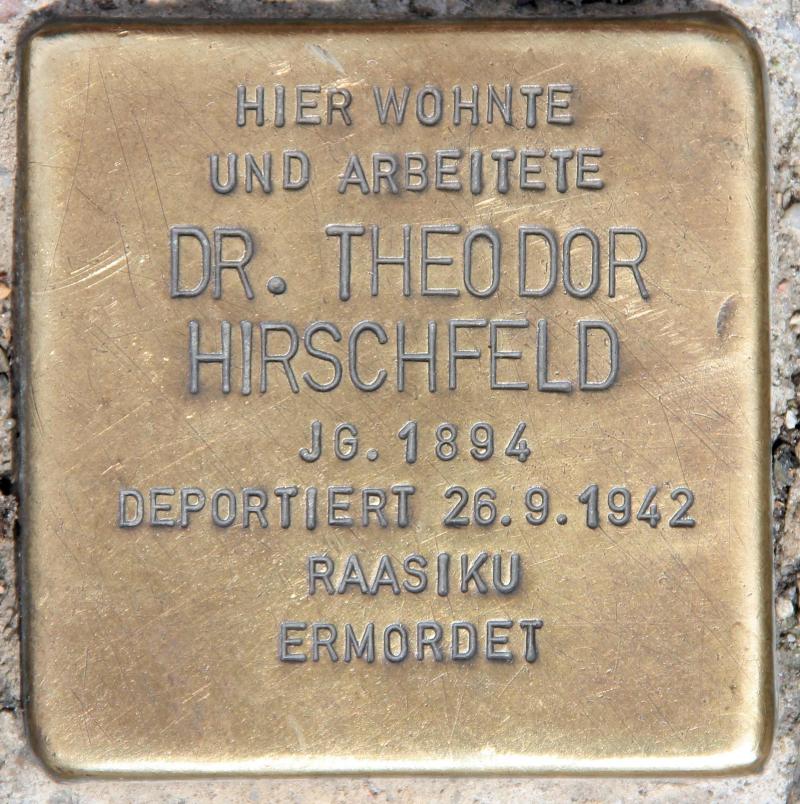 HIER WOHNTE
UND ARBEITETE
DR. THEODOR
HIRSCHFELD
JG. 1894
DEPORTIERT 26.9.1942
RAASIKU
ERMORDET